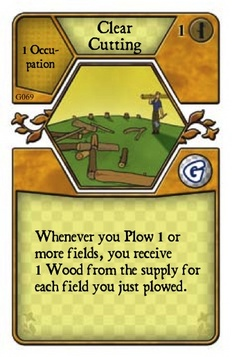 Clear
Cutting
1
1 Occu-
pation
G069
G
Whenever you Plow 1 or
more fields, you receive
1 Wood from the supply for
each field you just plowed.